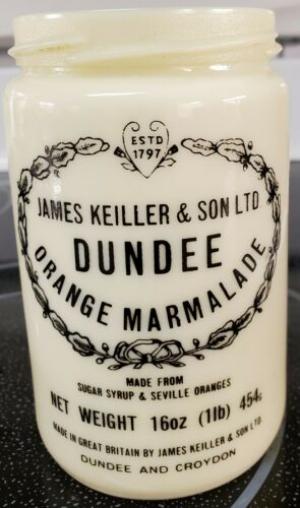 ESTD
1797
JAMES KEILLER & SON LTD
DUNDEE
ORANGE MARMALADE
MADE FROM
SUGAR SYRUP & SEVILLE ORANGES
NET WEIGHT 16oz (1lb) 454g
MADE IN GREAT BRITAIN BY JAMES KEILLER & SON LTD.
DUNDEE AND CROYDON